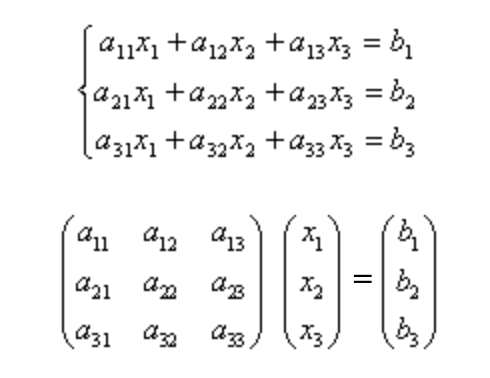 a₁₁x₁ + a₁₂x₂ + a₁₃x₃ = b₁
a₂₁x₁ + a₂₂x₂ + a₂₃x₃ = b₂
a₃₁x₁ + a₃₂x₂ + a₃₃x₃ = b₃
(a₁₁ a₁₂ a₁₃) (x₁) (b₁)
(a₂₁ a₂₂ a₂₃) (x₂) = (b₂)
(a₃₁ a₃₂ a₃₃) (x₃) (b₃)